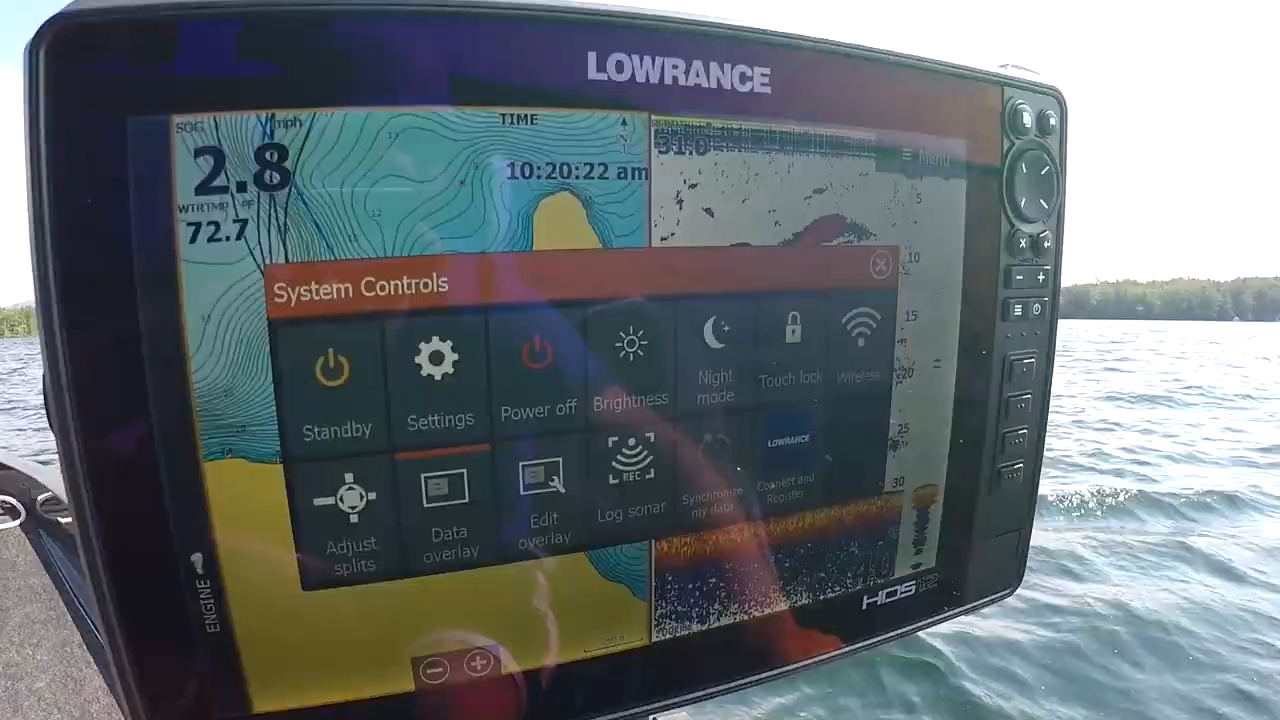 LOWRANCE
SOG mph
2.8
WTRTMP °F
72.7
TIME
10:20:22 am
N
31.0
Menu
5
10
15
20
25
30
System Controls
Standby
Settings
Power off
Brightness
Night
mode
Touch lock
Wireless
Adjust
splits
Data
overlay
Edit
overlay
REC
Log sonar
Synchronize
my data
LOWRANCE
Connect and
Register
ENGINE
HDS 12